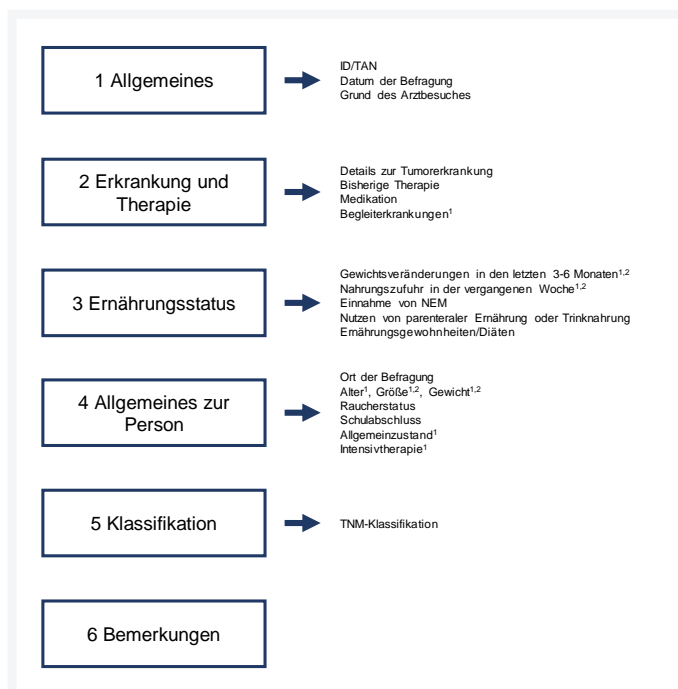 1 Allgemeines
ID/TAN
Datum der Befragung
Grund des Arztbesuches
2 Erkrankung und
Therapie
Details zur Tumorerkrankung
Bisherige Therapie
Medikation
Begleiterkrankungen¹
3 Ernährungsstatus
Gewichtsveränderungen in den letzten 3-6 Monaten¹,²
Nahrungszufuhr in der vergangenen Woche¹,²
Einnahme von NEM
Nutzen von parenteraler Ernährung oder Trinknahrung
Ernährungsgewohnheiten/Diäten
4 Allgemeines zur
Person
Ort der Befragung
Alter¹, Größe¹,², Gewicht¹,²
Raucherstatus
Schulabschluss
Allgemeinzustand¹
Intensivtherapie¹
5 Klassifikation
TNM-Klassifikation
6 Bemerkungen